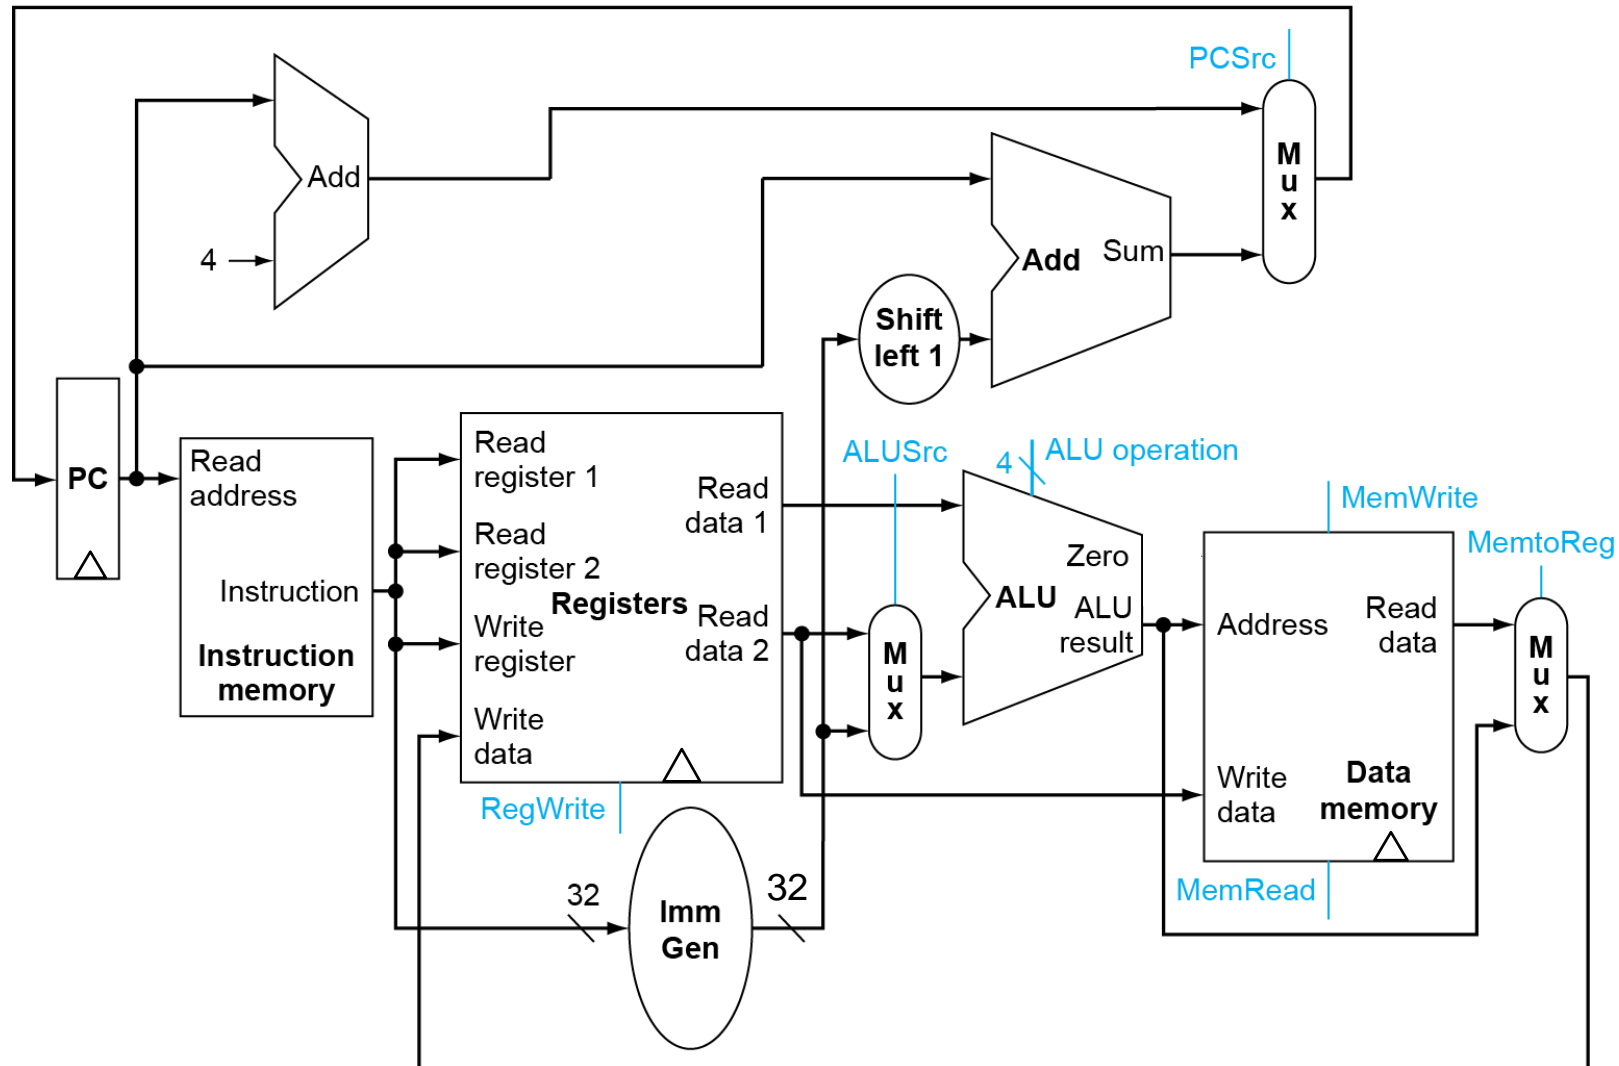 PCSrc
M
u
x
Add
4
Add Sum
Shift
left 1
PC
Read
address
Instruction
Instruction
memory
Read
register 1
Read
register 2
Registers
Write
register
Write
data
Read
data 1
Read
data 2
RegWrite
ALUSrc
M
u
x
4
ALU operation
Zero
ALU
ALU
result
MemWrite
MemtoReg
Address
Read
data
Write
data
Data
memory
MemRead
M
u
x
32
Imm
Gen
32